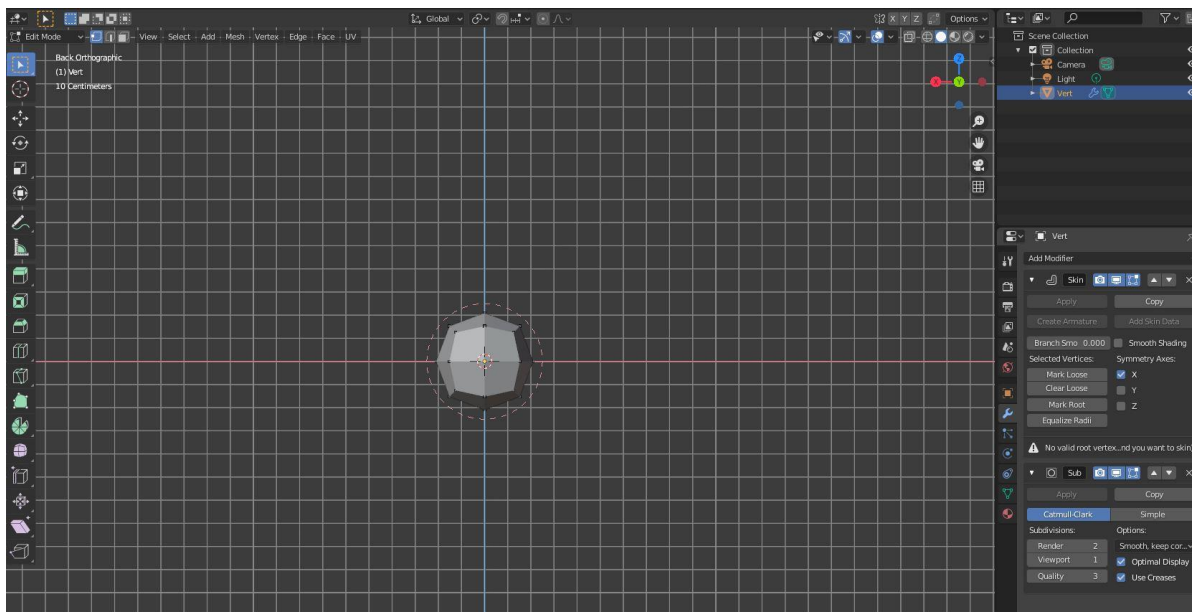 Global
X Y Z
Options
Edit Mode View Select Add Mesh Vertex Edge Face UV
Back Orthographic
(1) Vert
10 Centimeters
Z
X
Y
Scene Collection
Collection
Camera
Light
Vert
Vert
Add Modifier
Skin
Apply Copy
Create Armature Add Skin Data
Branch Smo 0.000 Smooth Shading
Selected Vertices: Symmetry Axes:
Mark Loose X
Clear Loose Y
Mark Root Z
Equalize Radii
No valid root vertex...nd you want to skin
Sub
Apply Copy
Catmull-Clark Simple
Subdivisions: Options:
Render 2 Smooth, keep cor...
Viewport 1 Optimal Display
Quality 3 Use Creases